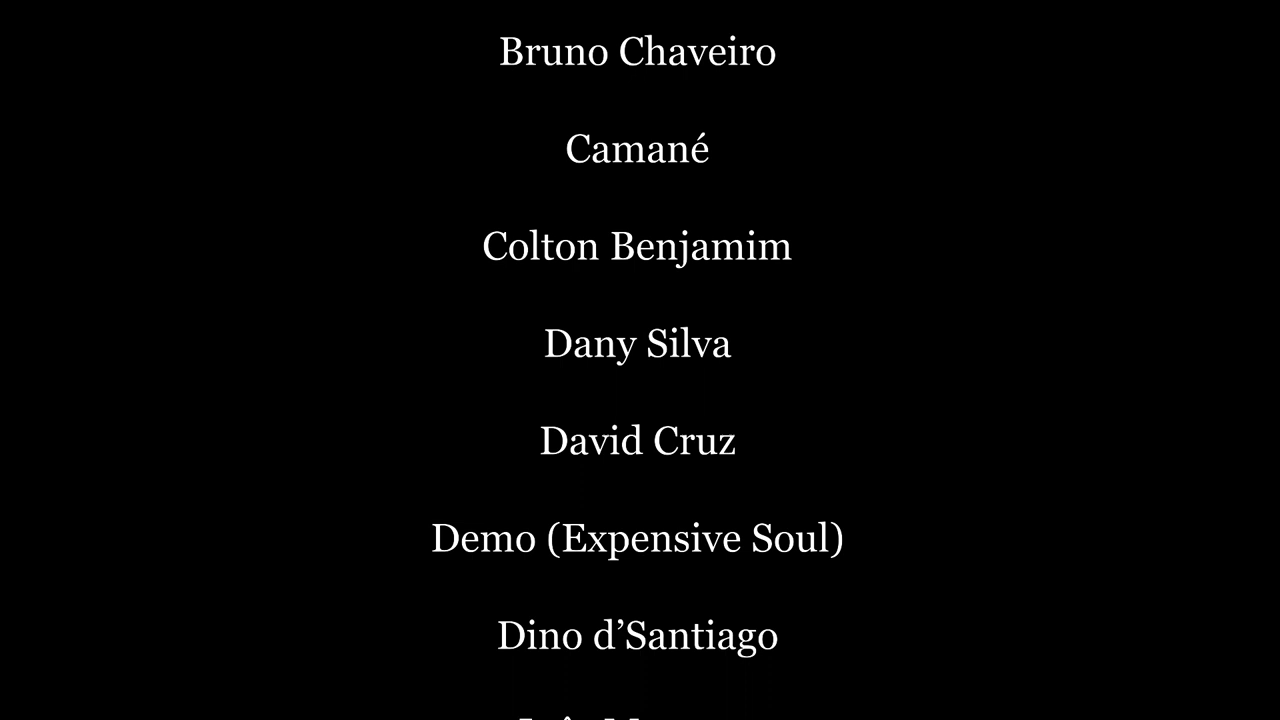 Bruno Chaveiro
Camané
Colton Benjamim
Dany Silva
David Cruz
Demo (Expensive Soul)
Dino d’Santiago